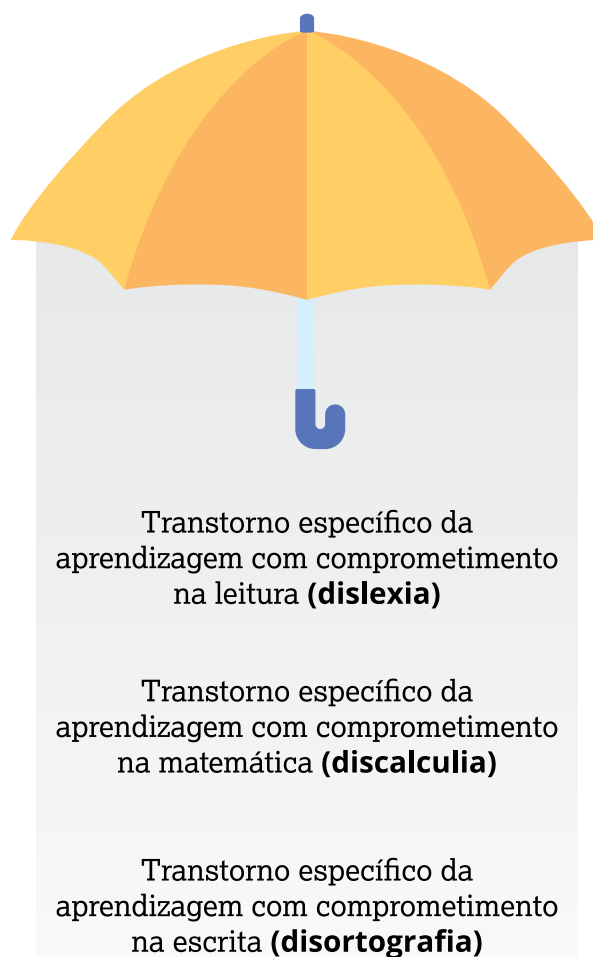 Transtorno específico da
aprendizagem com comprometimento
na leitura (dislexia)
Transtorno específico da
aprendizagem com comprometimento
na matemática (discalculia)
Transtorno específico da
aprendizagem com comprometimento
na escrita (disortografia)